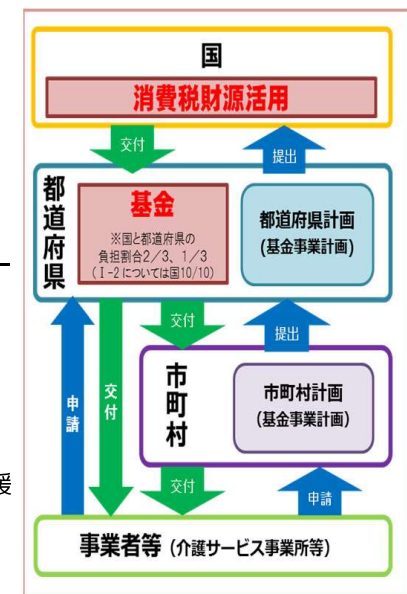 国
消費税財源活用
交付
提出
都道府県
基金
※国と都道府県の
負担割合2/3、1/3
(Ⅰ-2については国10/10)
都道府県計画
(基金事業計画)
交付
提出
申請
交付
市町村
市町村計画
(基金事業計画)
援
交付
申請
事業者等(介護サービス事業所等)